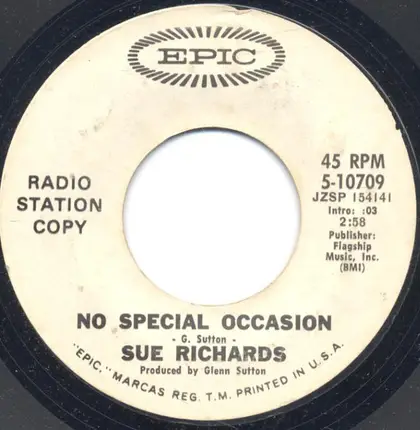 EPIC
RADIO
STATION
COPY
45 RPM
5-10709
JZSP 154141
Intro: :03
2:58
Publisher:
Flagship
Music, Inc.
(BMI)
NO SPECIAL OCCASION
- G. Sutton -
SUE RICHARDS
Produced by Glenn Sutton
"EPIC," MARCAS REG. T.M. PRINTED IN U.S.A.